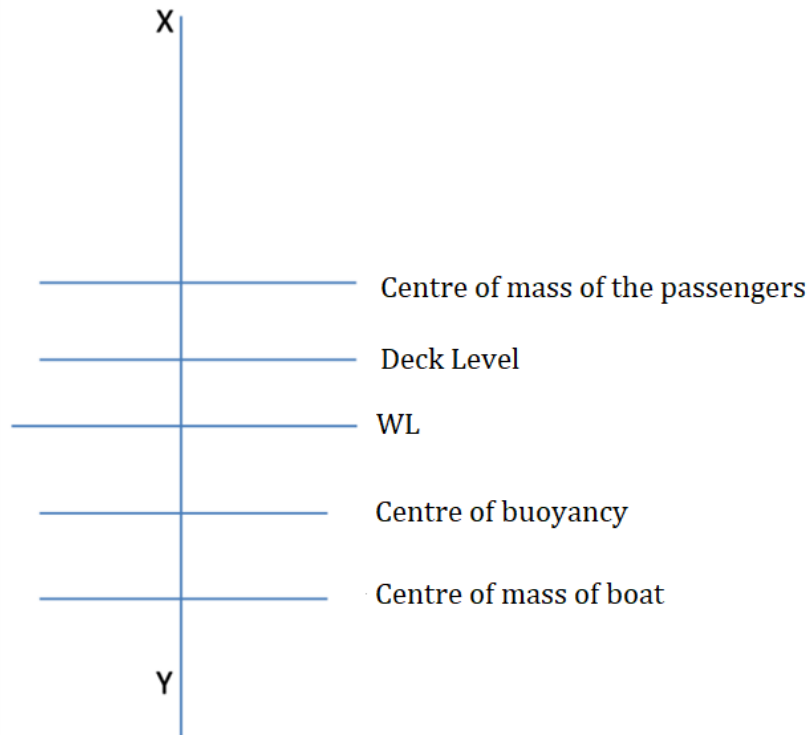 X
Centre of mass of the passengers
Deck Level
WL
Centre of buoyancy
Centre of mass of boat
Y